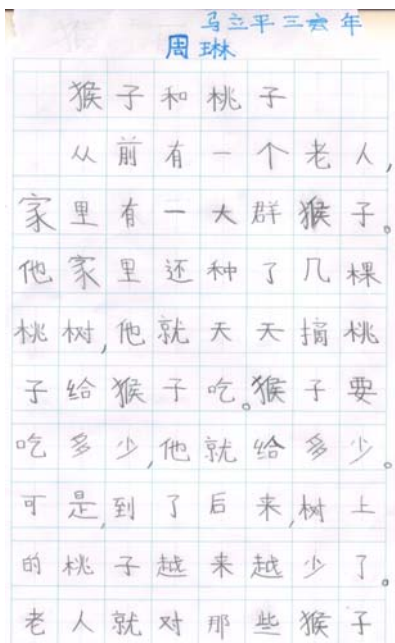 马立平三年
周琳
猴子和桃子
从前有一个老人,
家里有一大群猴子。
他家里还种了几棵
桃树,他就天天摘桃
子给猴子吃。猴子要
吃多少,他就给多少。
可是,到了后来,树上
的桃子越来越少了。
老人就对那些猴子